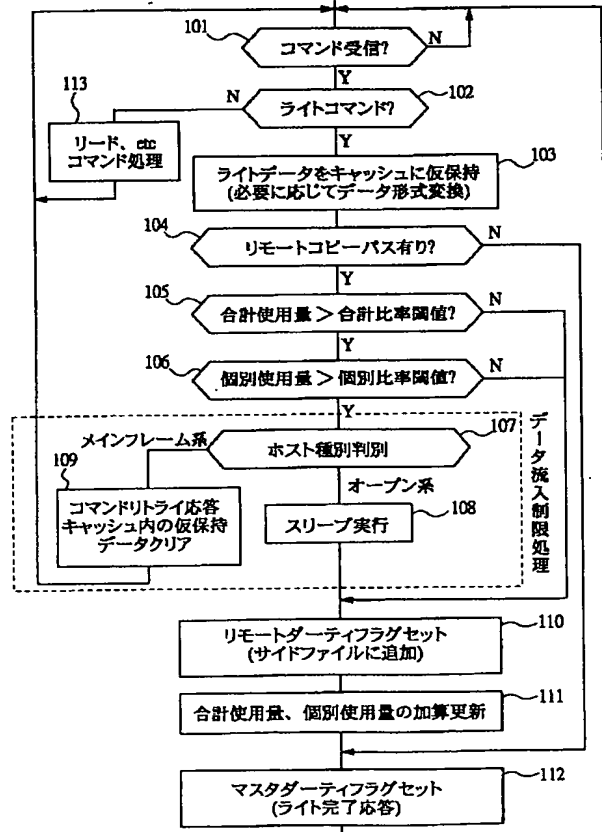 101
コマンド受信?
N
Y
113
N
ライトコマンド?
102
リード、etc
コマンド処理
Y
103
ライトデータをキャッシュに仮保持
(必要に応じてデータ形式変換)
104
リモートコピーパス有り?
N
Y
105
合計使用量＞合計比率閾値?
N
Y
106
個別使用量＞個別比率閾値?
N
Y
107
メインフレーム系
ホスト種別判別
109
オープン系
コマンドリトライ応答
キャッシュ内の仮保持
データクリア
108
スリープ実行
データ流入制限処理
110
リモートダーティフラグセット
(サイドファイルに追加)
111
合計使用量、個別使用量の加算更新
112
マスタダーティフラグセット
(ライト完了応答)